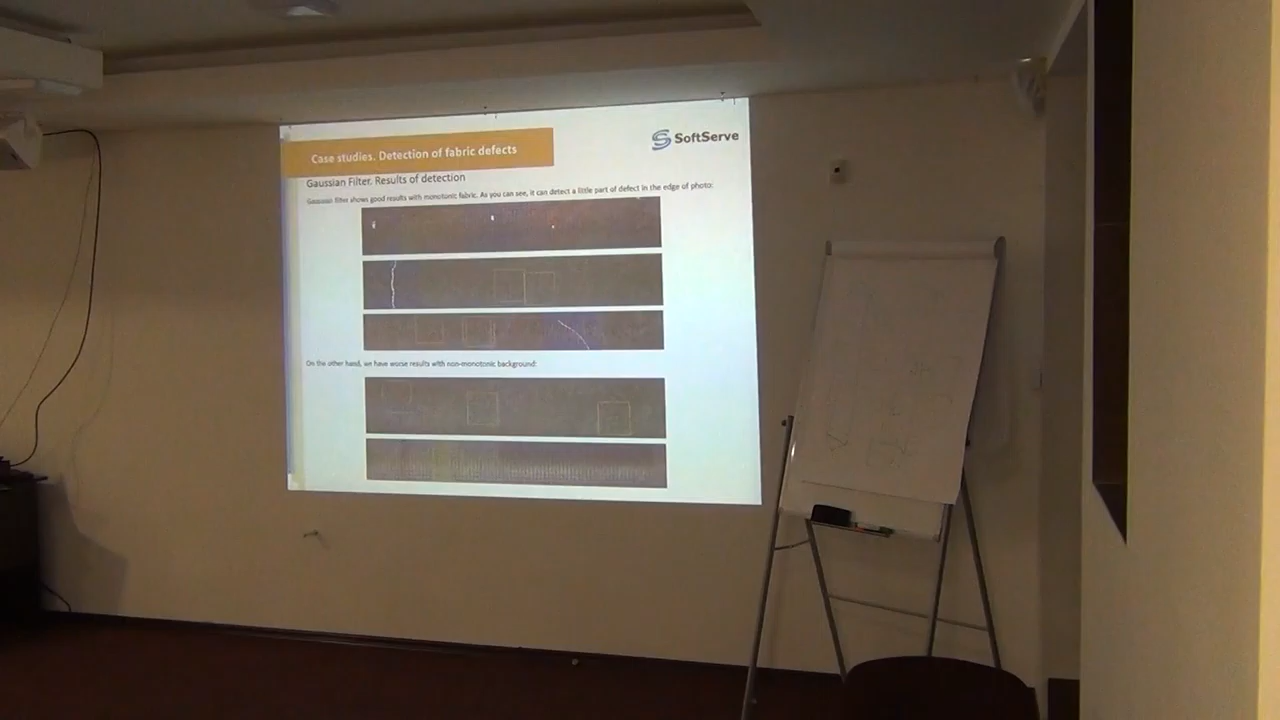 Case studies. Detection of fabric defects
SoftServe
Gaussian Filter. Results of detection
Gaussian filter shows good results with monotonic fabric. As you can see, it can detect a little part of defect in the edge of photo:
On the other hand, we have worse results with non-monotonic background: